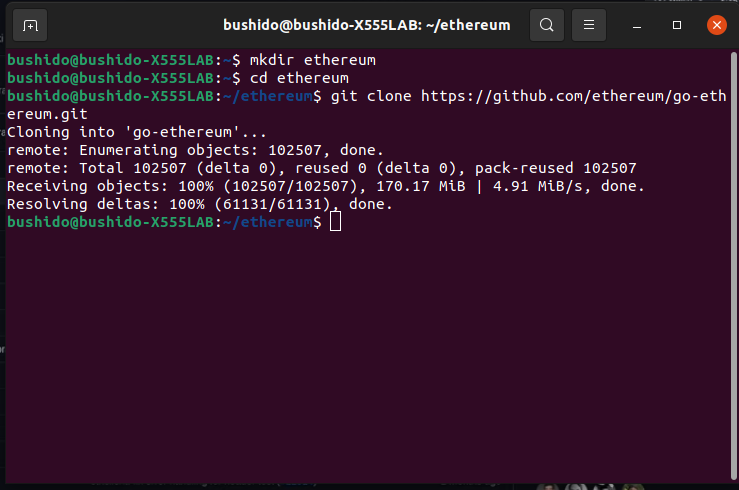 bushido@bushido-X555LAB: ~/ethereum
bushido@bushido-X555LAB:~$ mkdir ethereum
bushido@bushido-X555LAB:~$ cd ethereum
bushido@bushido-X555LAB:~/ethereum$ git clone https://github.com/ethereum/go-eth
ereum.git
Cloning into 'go-ethereum'...
remote: Enumerating objects: 102507, done.
remote: Total 102507 (delta 0), reused 0 (delta 0), pack-reused 102507
Receiving objects: 100% (102507/102507), 170.17 MiB | 4.91 MiB/s, done.
Resolving deltas: 100% (61131/61131), done.
bushido@bushido-X555LAB:~/ethereum$